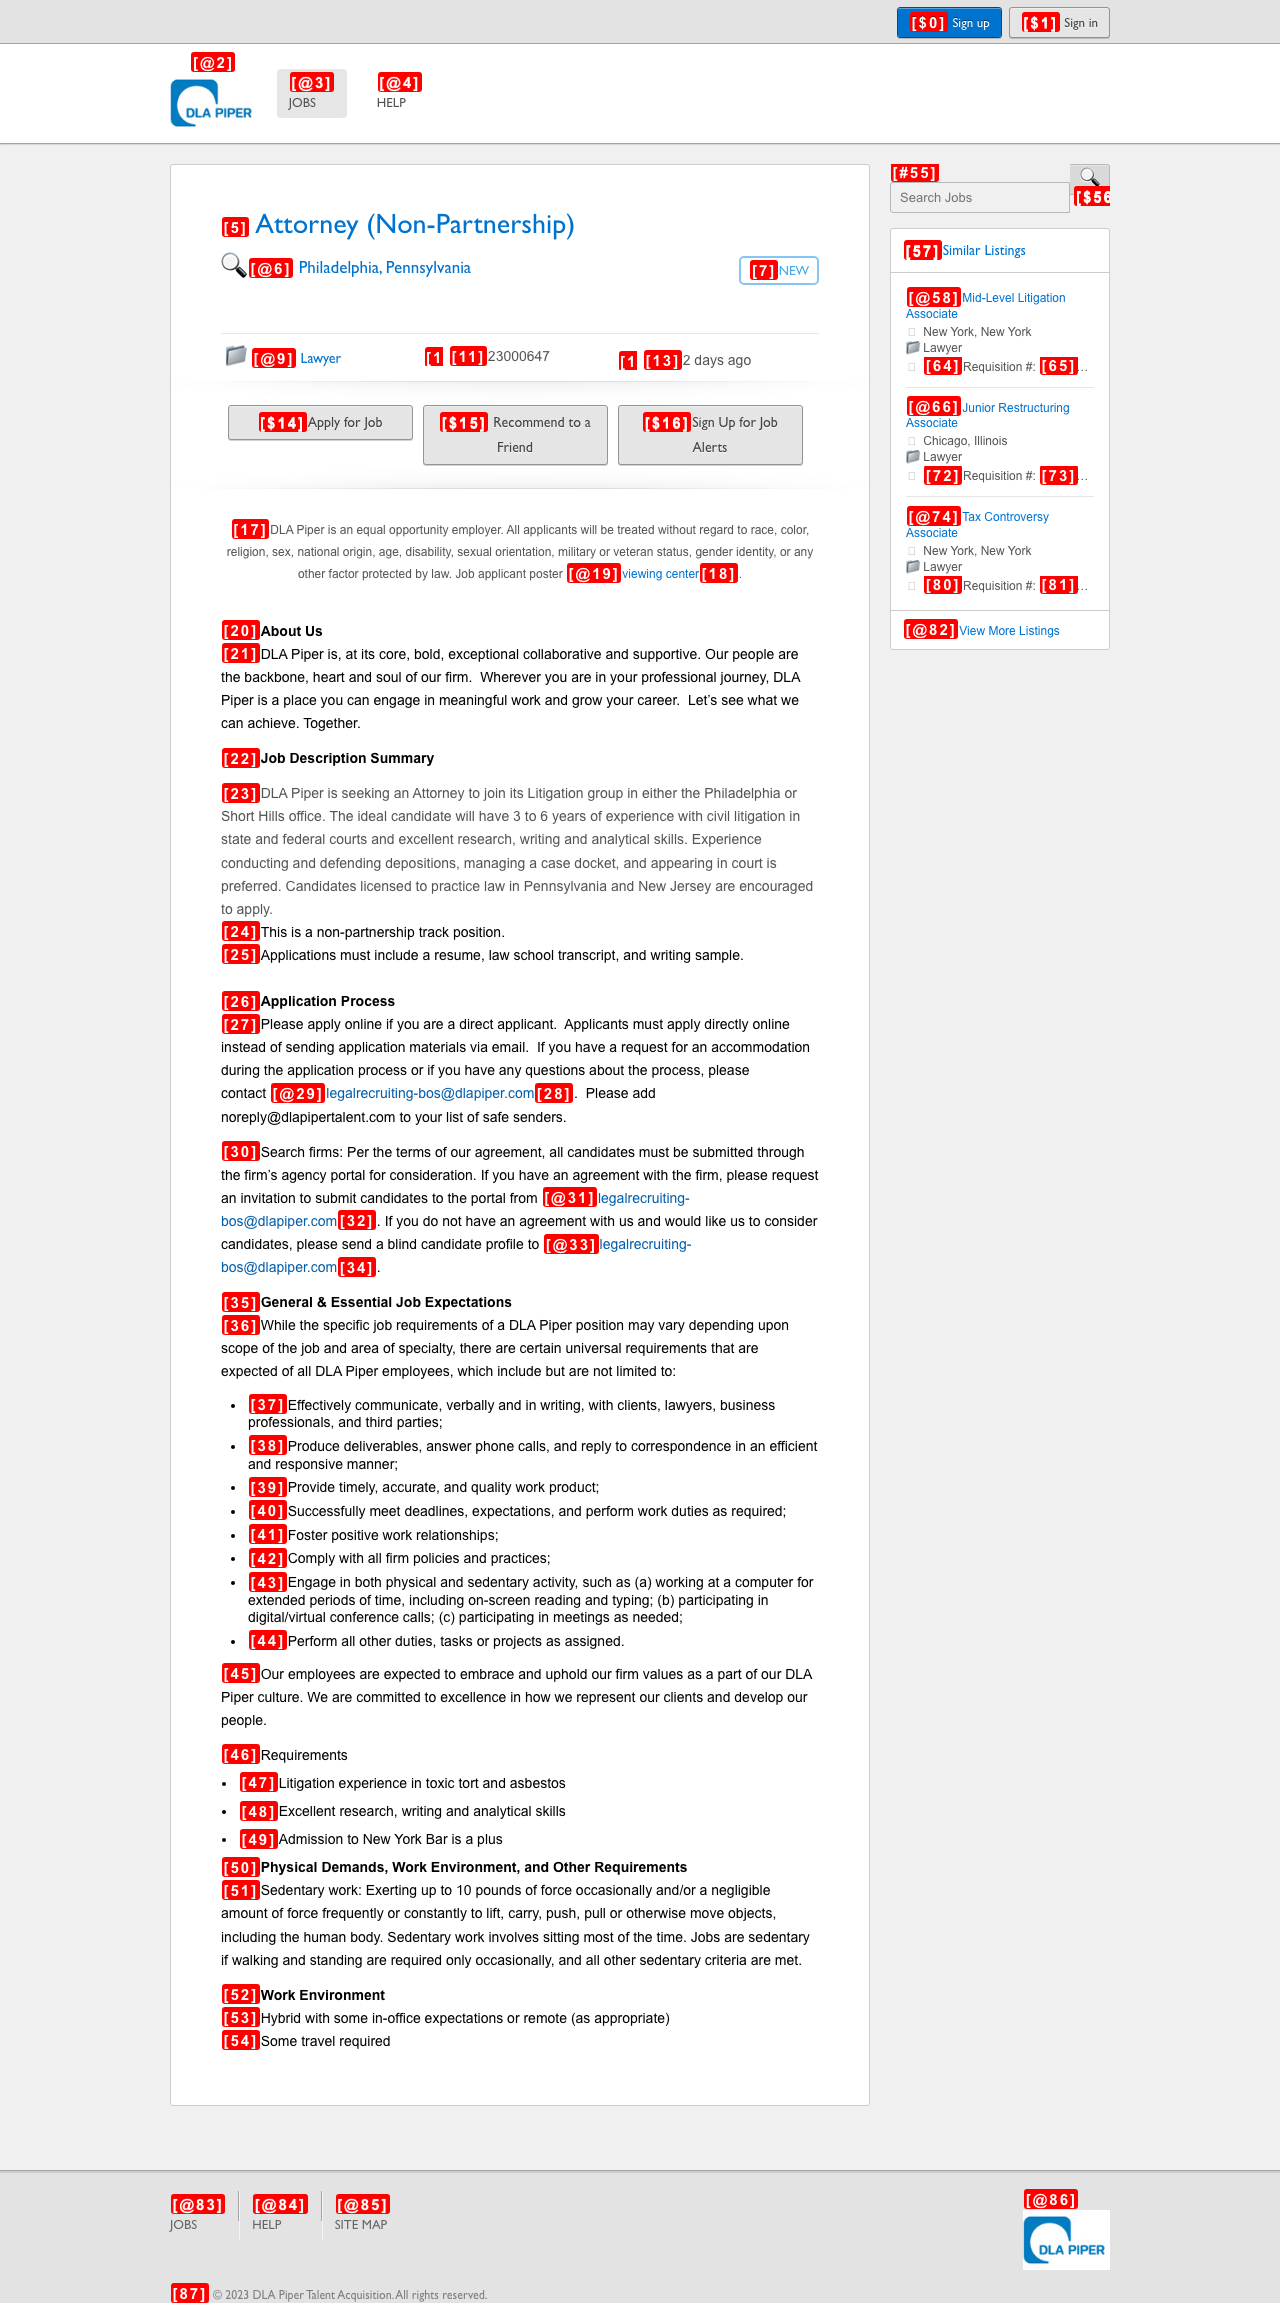 [$0] Sign up
[$1] Sign in
[@2]
DLA PIPER
[@3]
JOBS
[@4]
HELP
[5] Attorney (Non-Partnership)
[@6] Philadelphia, Pennsylvania
[7]NEW
[@9] Lawyer
[1 [11]23000647
[1 [13]2 days ago
[$14]Apply for Job
[$15] Recommend to a
Friend
[$16]Sign Up for Job
Alerts
[17]DLA Piper is an equal opportunity employer. All applicants will be treated without regard to race, color,
religion, sex, national origin, age, disability, sexual orientation, military or veteran status, gender identity, or any
other factor protected by law. Job applicant poster [@19]viewing center[18].
[20]About Us
[21]DLA Piper is, at its core, bold, exceptional collaborative and supportive. Our people are
the backbone, heart and soul of our firm.  Wherever you are in your professional journey, DLA
Piper is a place you can engage in meaningful work and grow your career.  Let’s see what we
can achieve. Together.
[22]Job Description Summary
[23]DLA Piper is seeking an Attorney to join its Litigation group in either the Philadelphia or
Short Hills office. The ideal candidate will have 3 to 6 years of experience with civil litigation in
state and federal courts and excellent research, writing and analytical skills. Experience
conducting and defending depositions, managing a case docket, and appearing in court is
preferred. Candidates licensed to practice law in Pennsylvania and New Jersey are encouraged
to apply.
[24]This is a non-partnership track position.
[25]Applications must include a resume, law school transcript, and writing sample.
[26]Application Process
[27]Please apply online if you are a direct applicant.  Applicants must apply directly online
instead of sending application materials via email.  If you have a request for an accommodation
during the application process or if you have any questions about the process, please
contact [@29]legalrecruiting-bos@dlapiper.com[28].  Please add
noreply@dlapipertalent.com to your list of safe senders.
[30]Search firms: Per the terms of our agreement, all candidates must be submitted through
the firm’s agency portal for consideration. If you have an agreement with the firm, please request
an invitation to submit candidates to the portal from [@31]legalrecruiting-
bos@dlapiper.com[32]. If you do not have an agreement with us and would like us to consider
candidates, please send a blind candidate profile to [@33]legalrecruiting-
bos@dlapiper.com[34].
[35]General & Essential Job Expectations
[36]While the specific job requirements of a DLA Piper position may vary depending upon
scope of the job and area of specialty, there are certain universal requirements that are
expected of all DLA Piper employees, which include but are not limited to:
• [37]Effectively communicate, verbally and in writing, with clients, lawyers, business
professionals, and third parties;
• [38]Produce deliverables, answer phone calls, and reply to correspondence in an efficient
and responsive manner;
• [39]Provide timely, accurate, and quality work product;
• [40]Successfully meet deadlines, expectations, and perform work duties as required;
• [41]Foster positive work relationships;
• [42]Comply with all firm policies and practices;
• [43]Engage in both physical and sedentary activity, such as (a) working at a computer for
extended periods of time, including on-screen reading and typing; (b) participating in
digital/virtual conference calls; (c) participating in meetings as needed;
• [44]Perform all other duties, tasks or projects as assigned.
[45]Our employees are expected to embrace and uphold our firm values as a part of our DLA
Piper culture. We are committed to excellence in how we represent our clients and develop our
people.
[46]Requirements
• [47]Litigation experience in toxic tort and asbestos
• [48]Excellent research, writing and analytical skills
• [49]Admission to New York Bar is a plus
[50]Physical Demands, Work Environment, and Other Requirements
[51]Sedentary work: Exerting up to 10 pounds of force occasionally and/or a negligible
amount of force frequently or constantly to lift, carry, push, pull or otherwise move objects,
including the human body. Sedentary work involves sitting most of the time. Jobs are sedentary
if walking and standing are required only occasionally, and all other sedentary criteria are met.
[52]Work Environment
[53]Hybrid with some in-office expectations or remote (as appropriate)
[54]Some travel required
[#55]
Search Jobs
[$56
[57]Similar Listings
[@58]Mid-Level Litigation
Associate
New York, New York
Lawyer
[64]Requisition #: [65]...
[@66]Junior Restructuring
Associate
Chicago, Illinois
Lawyer
[72]Requisition #: [73]...
[@74]Tax Controversy
Associate
New York, New York
Lawyer
[80]Requisition #: [81]...
[@82]View More Listings
[@83]
JOBS
[@84]
HELP
[@85]
SITE MAP
[@86]
DLA PIPER
[87] © 2023 DLA Piper Talent Acquisition. All rights reserved.